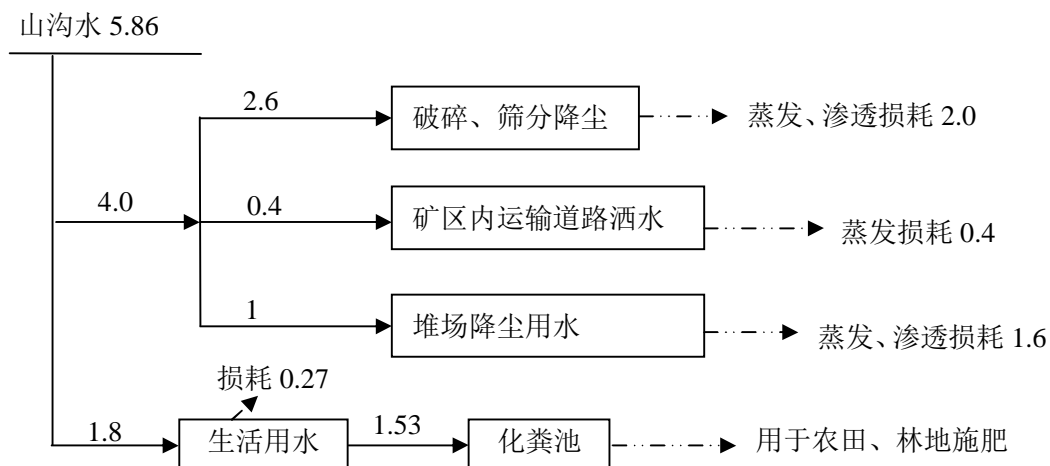 山沟水 5.86
2.6
破碎、筛分降尘
蒸发、渗透损耗 2.0
4.0
0.4
矿区内运输道路洒水
蒸发损耗 0.4
1
堆场降尘用水
蒸发、渗透损耗 1.6
损耗 0.27
1.8
生活用水
1.53
化粪池
用于农田、林地施肥